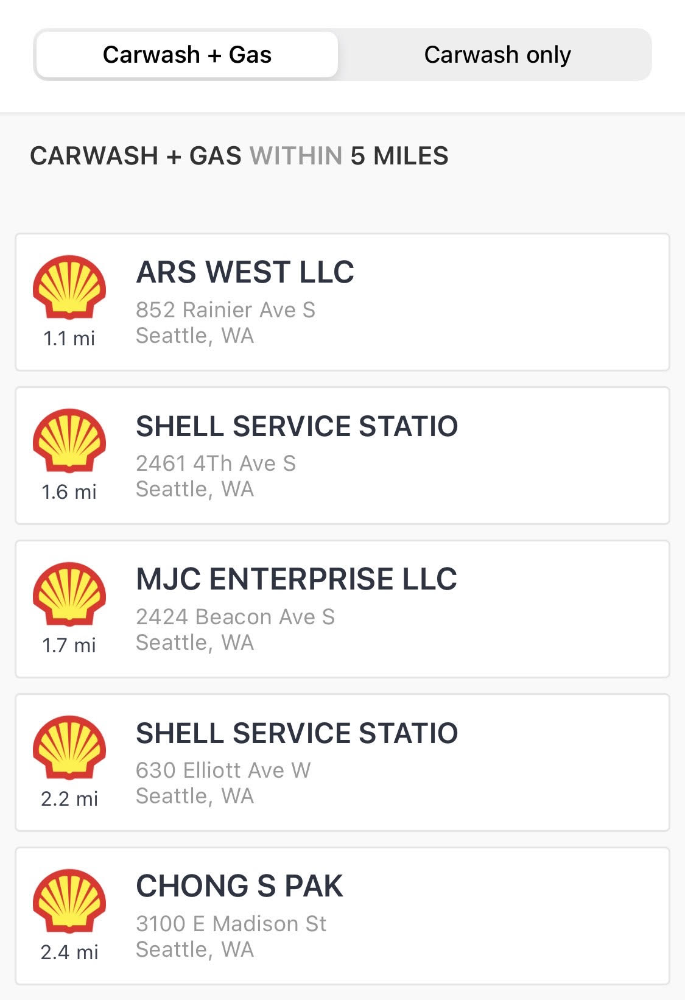 Carwash + Gas
Carwash only
CARWASH + GAS WITHIN 5 MILES
ARS WEST LLC
852 Rainier Ave S
Seattle, WA
1.1 mi
SHELL SERVICE STATIO
2461 4Th Ave S
Seattle, WA
1.6 mi
MJC ENTERPRISE LLC
2424 Beacon Ave S
Seattle, WA
1.7 mi
SHELL SERVICE STATIO
630 Elliott Ave W
Seattle, WA
2.2 mi
CHONG S PAK
3100 E Madison St
Seattle, WA
2.4 mi